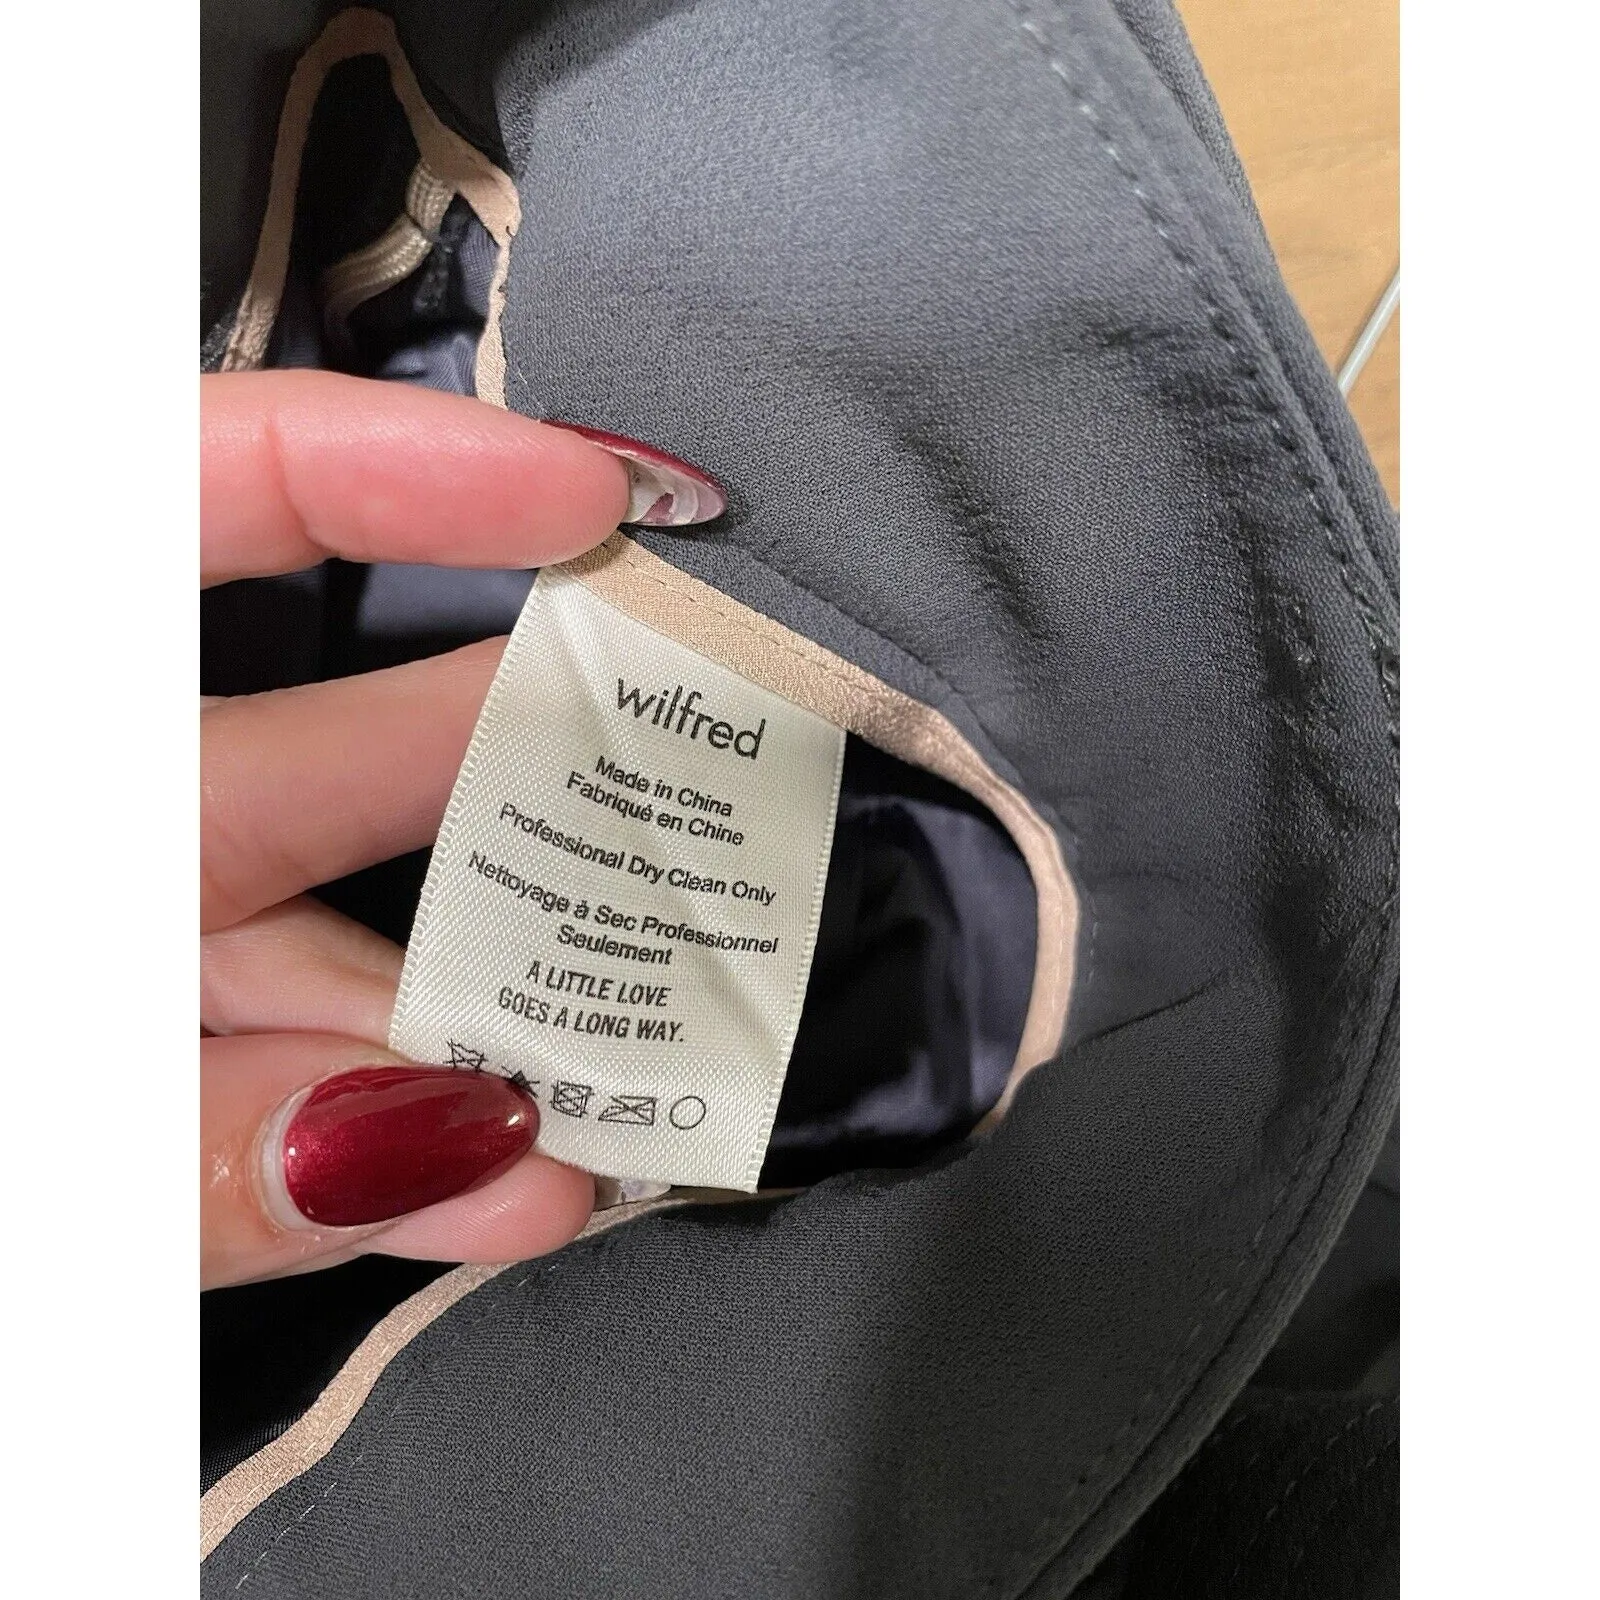 wilfred
Made in China
Fabriqué en Chine
Professional Dry Clean Only
Nettoyage à Sec Professionnel
Seulement
A LITTLE LOVE
GOES A LONG WAY.